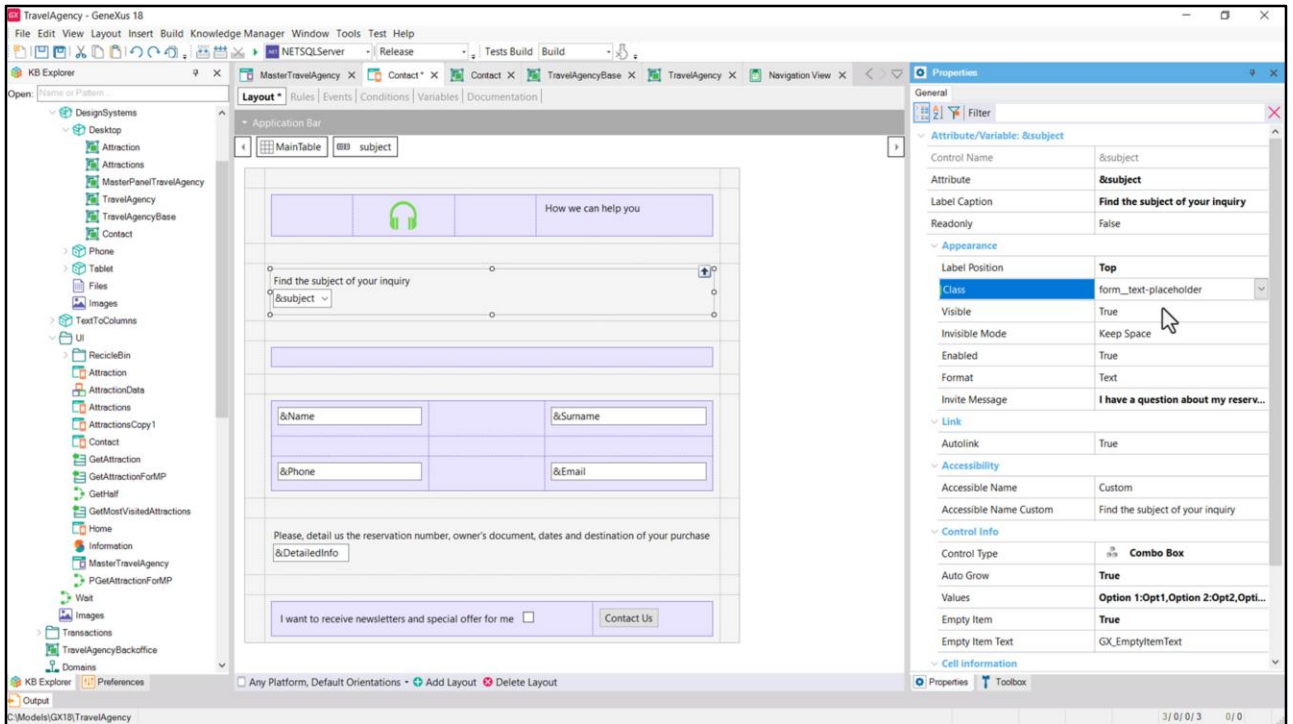 TravelAgency - GeneXus 18
File Edit View Layout Insert Build Knowledge Manager Window Tools Test Help
NETSQLServer Release Tests Build Build
KB Explorer
Open: Name or Pattern...
DesignSystems
Desktop
Attraction
Attractions
MasterPanelTravelAgency
TravelAgency
TravelAgencyBase
Contact
Phone
Tablet
Files
Images
TextToColumns
UI
RecicleBin
Attraction
AttractionData
Attractions
AttractionsCopy1
Contact
GetAttraction
GetAttractionForMP
GetHalf
GetMostVisitedAttractions
Home
Information
MasterTravelAgency
PGetAttractionForMP
Wait
Images
Transactions
TravelAgencyBackoffice
Domains
KB Explorer Preferences
Output
C:\Models\GX18\TravelAgency
MasterTravelAgency X Contact* X Contact X TravelAgencyBase X TravelAgency X Navigation View X
Layout * Rules Events Conditions Variables Documentation
Application Bar
MainTable subject
How we can help you
Find the subject of your inquiry
&subject
&Name &Surname
&Phone &Email
Please, detail us the reservation number, owner's document, dates and destination of your purchase
&DetailedInfo
I want to receive newsletters and special offer for me Contact Us
Any Platform, Default Orientations Add Layout Delete Layout
Properties
General
Filter
Attribute/Variable: &subject
Control Name &subject
Attribute &subject
Label Caption Find the subject of your inquiry
Readonly False
Appearance
Label Position Top
Class form__text-placeholder
Visible True
Invisible Mode Keep Space
Enabled True
Format Text
Invite Message I have a question about my reserv...
Link
Autolink True
Accessibility
Accessible Name Custom
Accessible Name Custom Find the subject of your inquiry
Control Info
Control Type Combo Box
Auto Grow True
Values Option 1:Opt1,Option 2:Opt2,Opti...
Empty Item True
Empty Item Text GX_EmptyItemText
Cell information
Properties Toolbox
3/0/0/3 0/0